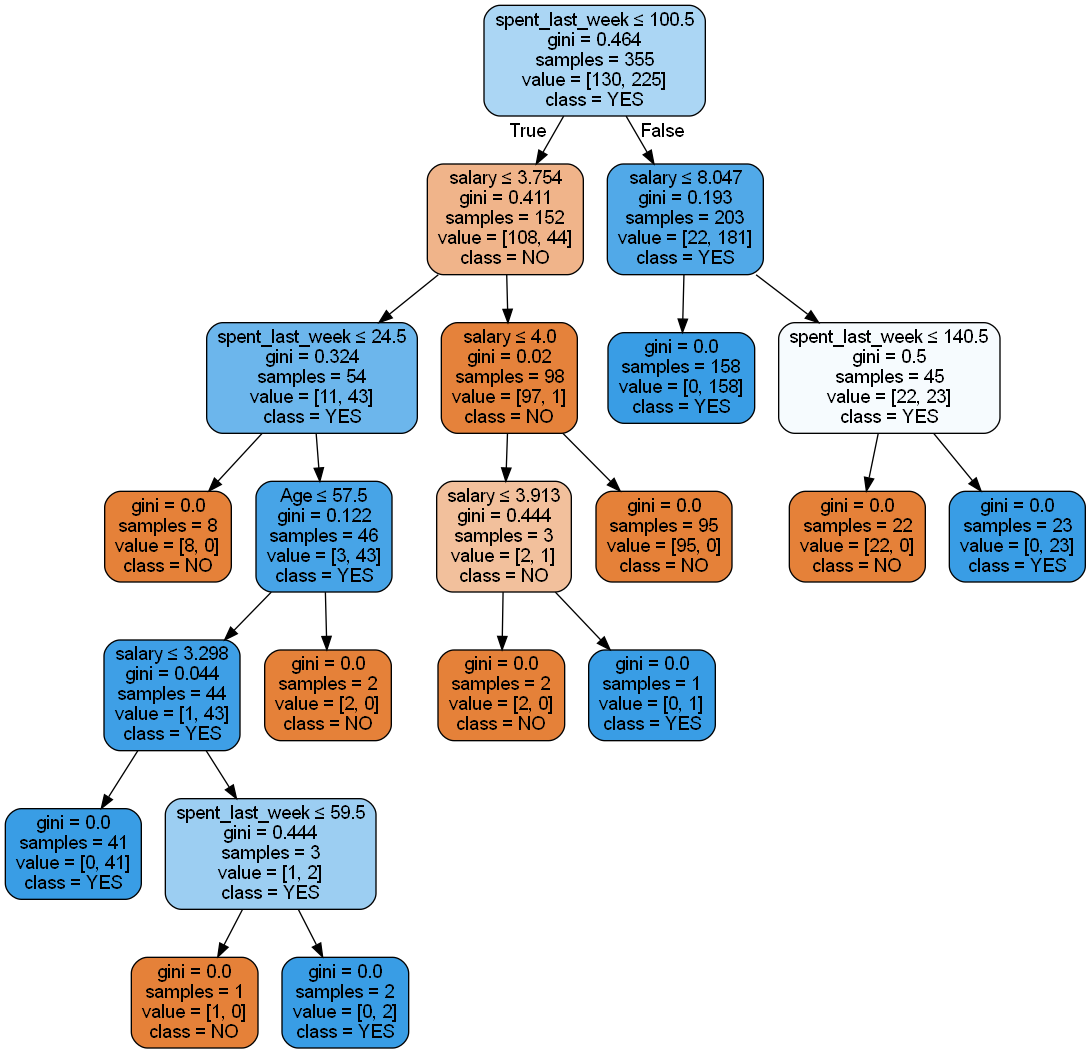 spent_last_week ≤ 100.5
gini = 0.464
samples = 355
value = [130, 225]
class = YES
True
False
salary ≤ 3.754
gini = 0.411
samples = 152
value = [108, 44]
class = NO
salary ≤ 8.047
gini = 0.193
samples = 203
value = [22, 181]
class = YES
spent_last_week ≤ 24.5
gini = 0.324
samples = 54
value = [11, 43]
class = YES
salary ≤ 4.0
gini = 0.02
samples = 98
value = [97, 1]
class = NO
gini = 0.0
samples = 158
value = [0, 158]
class = YES
spent_last_week ≤ 140.5
gini = 0.5
samples = 45
value = [22, 23]
class = YES
gini = 0.0
samples = 8
value = [8, 0]
class = NO
Age ≤ 57.5
gini = 0.122
samples = 46
value = [3, 43]
class = YES
salary ≤ 3.913
gini = 0.444
samples = 3
value = [2, 1]
class = NO
gini = 0.0
samples = 95
value = [95, 0]
class = NO
gini = 0.0
samples = 22
value = [22, 0]
class = NO
gini = 0.0
samples = 23
value = [0, 23]
class = YES
salary ≤ 3.298
gini = 0.044
samples = 44
value = [1, 43]
class = YES
gini = 0.0
samples = 2
value = [2, 0]
class = NO
gini = 0.0
samples = 2
value = [2, 0]
class = NO
gini = 0.0
samples = 1
value = [0, 1]
class = YES
gini = 0.0
samples = 41
value = [0, 41]
class = YES
spent_last_week ≤ 59.5
gini = 0.444
samples = 3
value = [1, 2]
class = YES
gini = 0.0
samples = 1
value = [1, 0]
class = NO
gini = 0.0
samples = 2
value = [0, 2]
class = YES